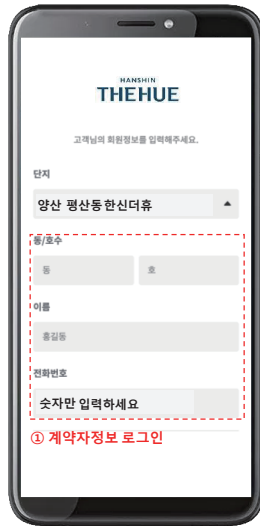 HANSHIN
THEHUE
고객님의 회원정보를 입력해주세요.
단지
양산 평산동한신더휴
동/호수
동 호
이름
홍길동
전화번호
숫자만 입력하세요
① 계약자정보 로그인